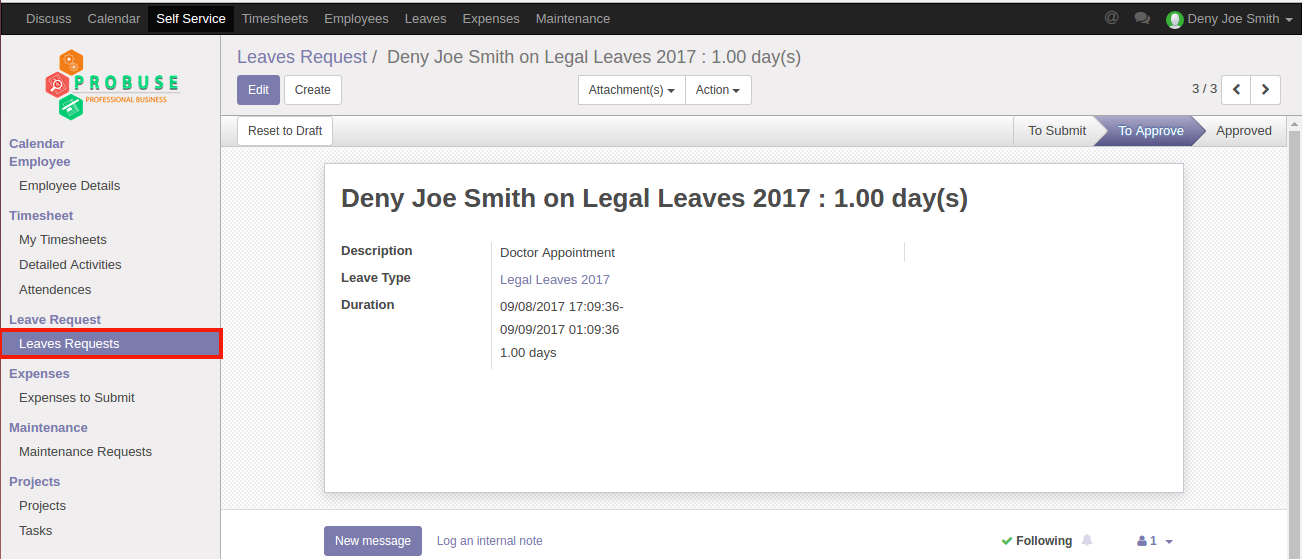 Discuss Calendar Self Service Timesheets Employees Leaves Expenses Maintenance @ Deny Joe Smith
PROBUSE
PROFESSIONAL BUSINESS
Calendar
Employee
Employee Details
Timesheet
My Timesheets
Detailed Activities
Attendences
Leave Request
Leaves Requests
Expenses
Expenses to Submit
Maintenance
Maintenance Requests
Projects
Projects
Tasks
Leaves Request / Deny Joe Smith on Legal Leaves 2017 : 1.00 day(s)
Edit Create Attachment(s) Action 3 / 3
Reset to Draft To Submit To Approve Approved
Deny Joe Smith on Legal Leaves 2017 : 1.00 day(s)
Description Doctor Appointment
Leave Type Legal Leaves 2017
Duration 09/08/2017 17:09:36-
09/09/2017 01:09:36
1.00 days
New message Log an internal note Following 1